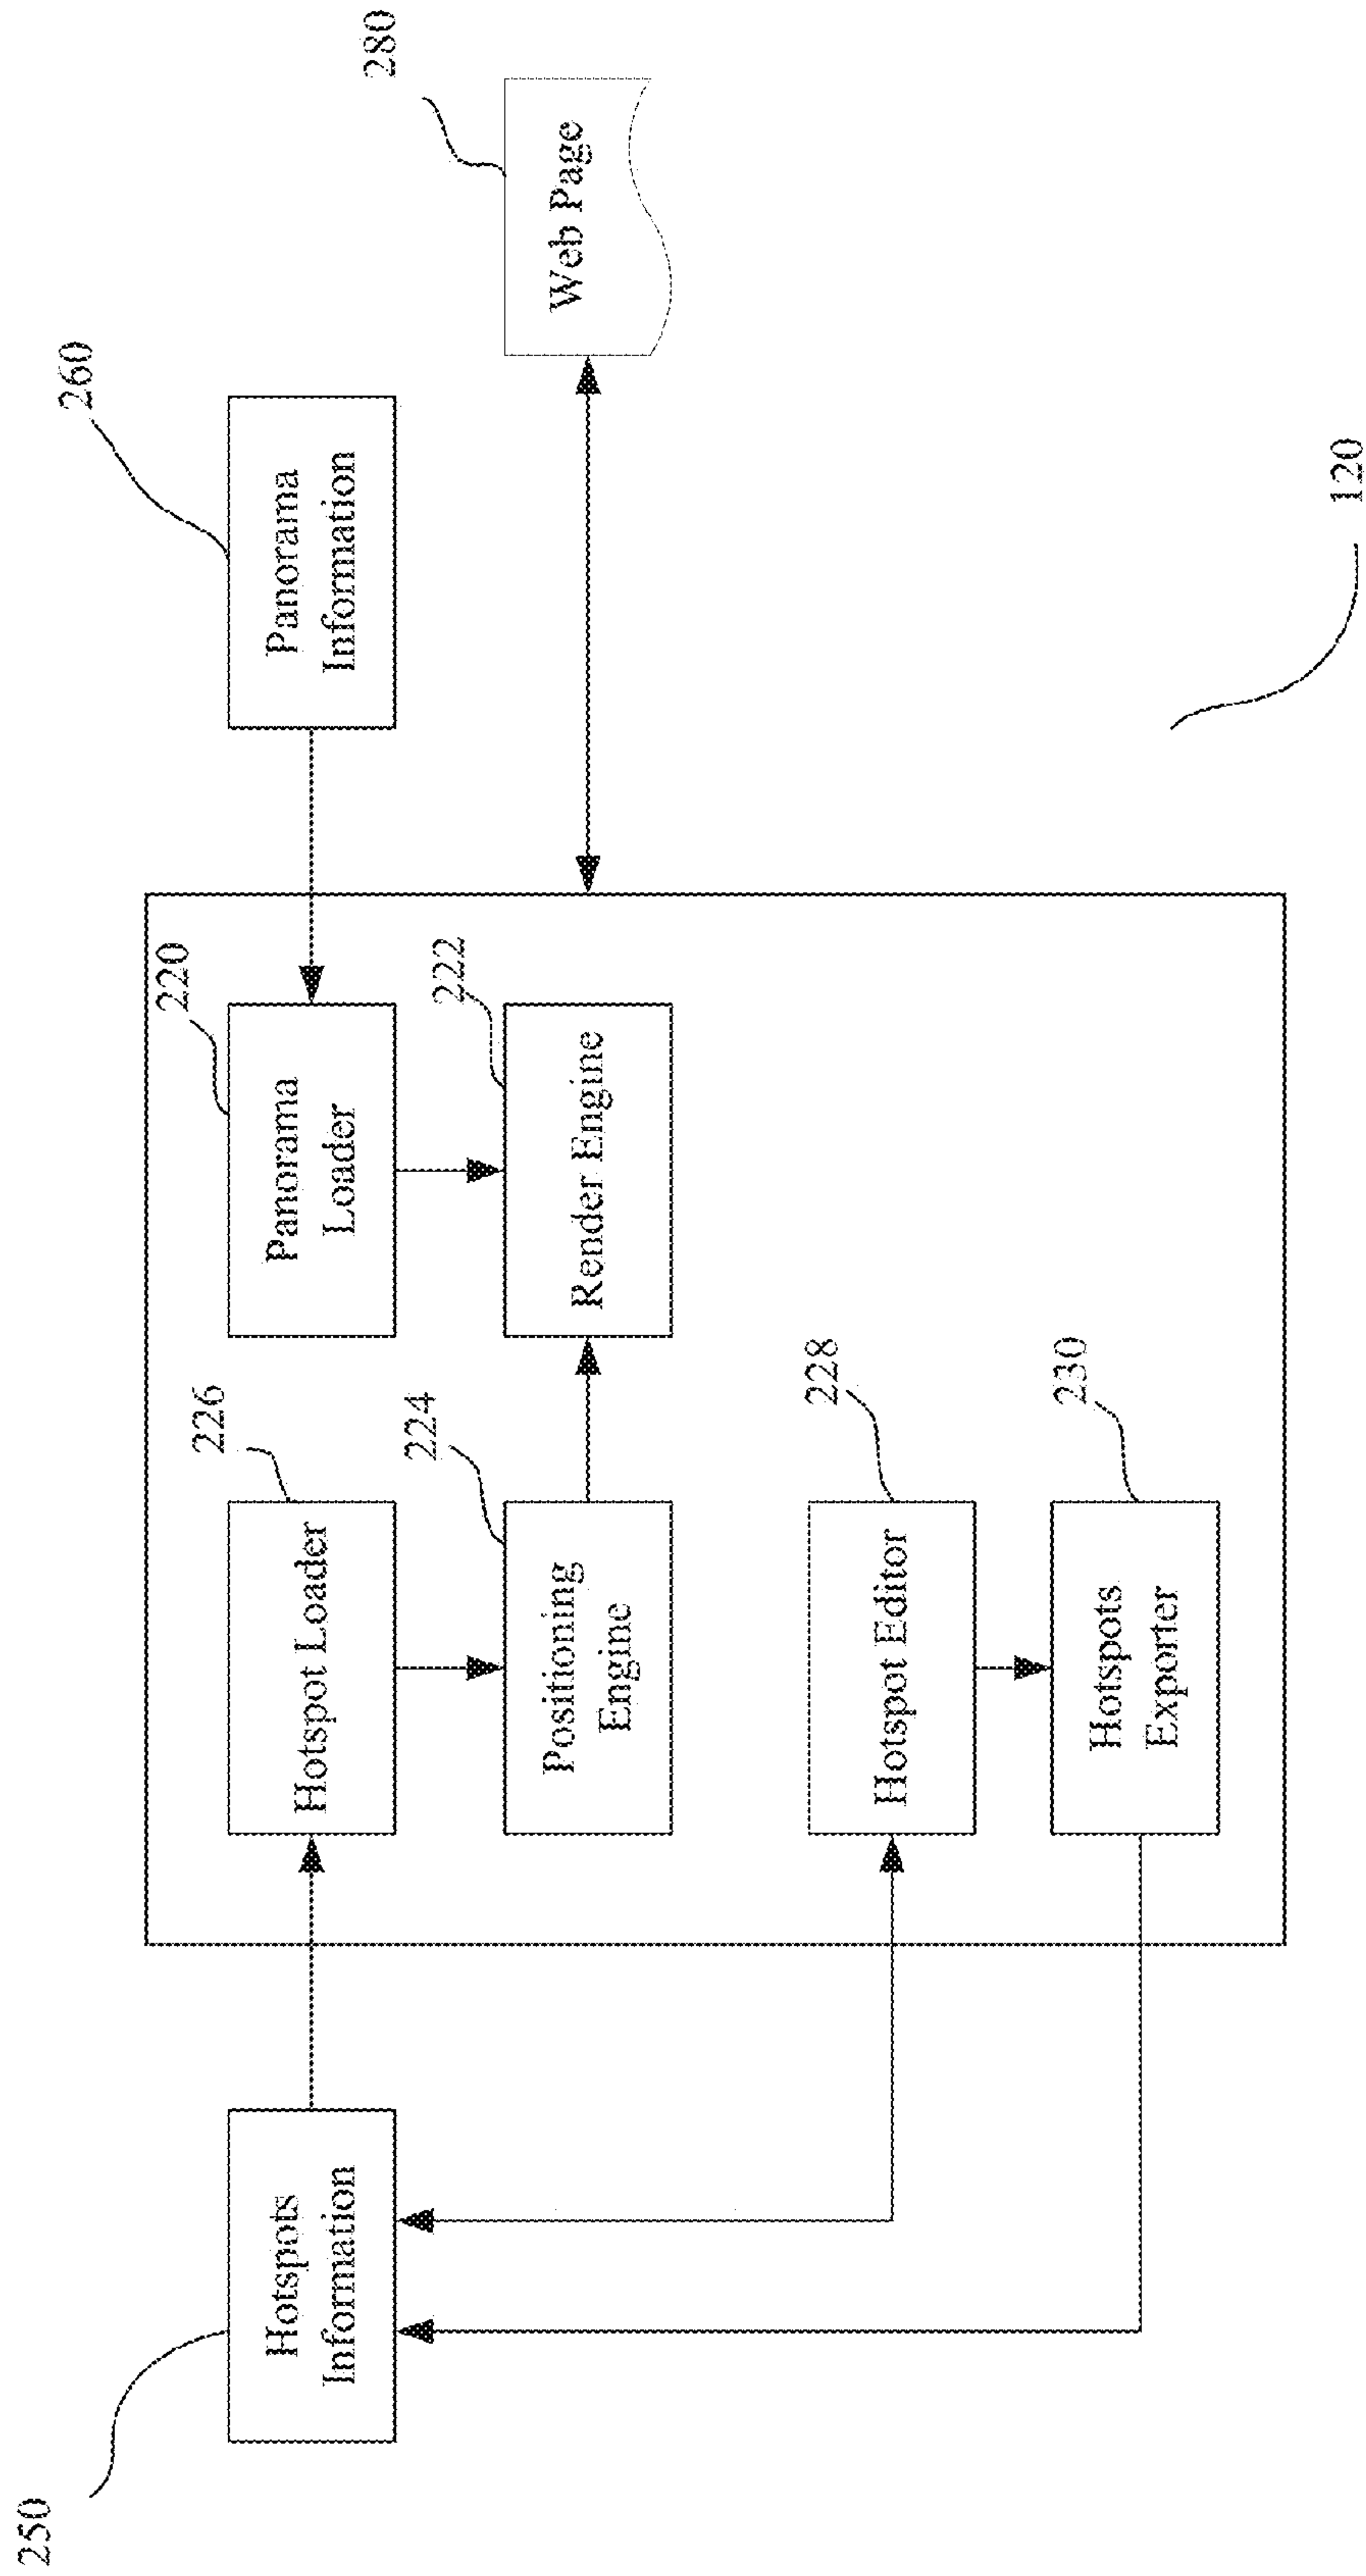 250
Hotspots
Information
226
Hotspot Loader
220
Panorama
Loader
260
Panorama
Information
224
Positioning
Engine
222
Render Engine
280
Web Page
228
Hotspot Editor
230
Hotspots
Exporter
120